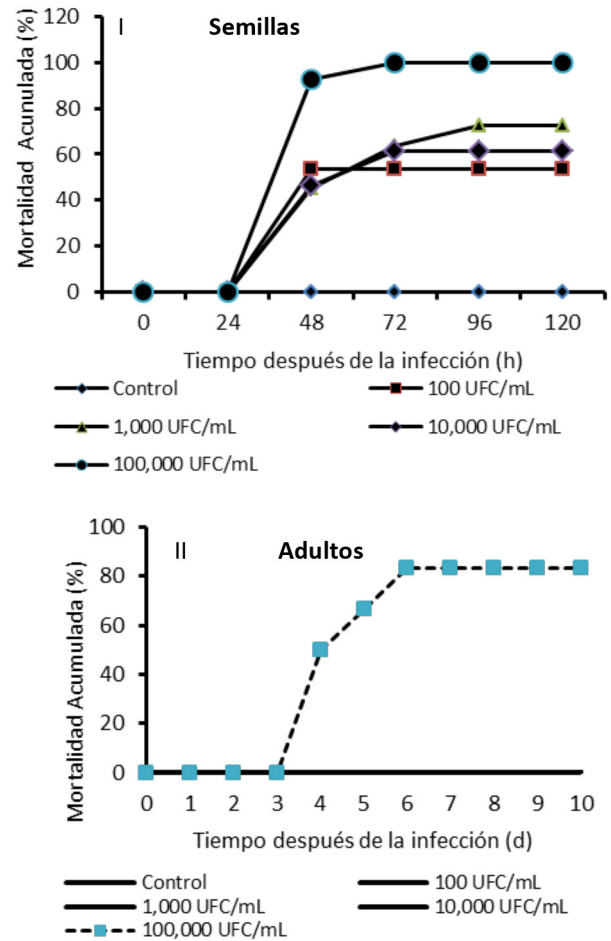 I Semillas
Mortalidad Acunulada (%)
120
100
80
60
40
20
0
0 24 48 72 96 120
Tiempo después de la infección (h)
Control 100 UFC/mL
1,000 UFC/mL 10,000 UFC/mL
100,000 UFC/mL
II Adultos
Mortalidad Acumulada (%)
100
80
60
40
20
0
0 1 2 3 4 5 6 7 8 9 10
Tiempo después de la infección (d)
Control 100 UFC/mL
1,000 UFC/mL 10,000 UFC/mL
100,000 UFC/mL